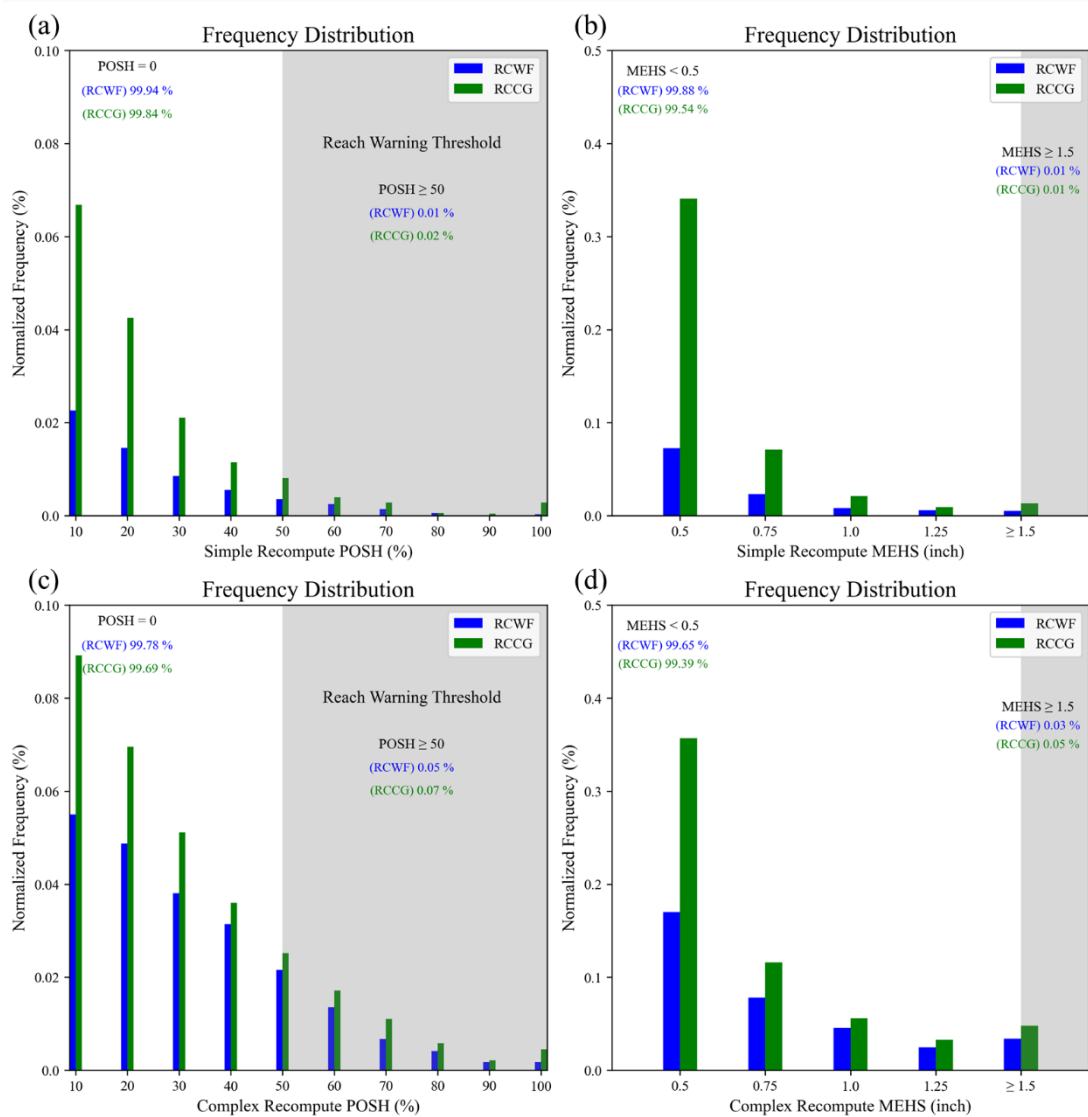 (a)
Frequency Distribution
0.10
0.08
0.06
0.04
0.02
0.0
Normalized Frequency (%)
POSH = 0
(RCWF) 99.94 %
(RCCG) 99.84 %
RCWF
RCCG
Reach Warning Threshold
POSH ≥ 50
(RCWF) 0.01 %
(RCCG) 0.02 %
10 20 30 40 50 60 70 80 90 100
Simple Recompute POSH (%)
(b)
Frequency Distribution
0.5
0.4
0.3
0.2
0.1
0.0
Normalized Frequency (%)
MEHS < 0.5
(RCWF) 99.88 %
(RCCG) 99.54 %
RCWF
RCCG
MEHS ≥ 1.5
(RCWF) 0.01 %
(RCCG) 0.01 %
0.5 0.75 1.0 1.25 ≥ 1.5
Simple Recompute MEHS (inch)
(c)
Frequency Distribution
0.10
0.08
0.06
0.04
0.02
0.0
Normalized Frequency (%)
POSH = 0
(RCWF) 99.78 %
(RCCG) 99.69 %
RCWF
RCCG
Reach Warning Threshold
POSH ≥ 50
(RCWF) 0.05 %
(RCCG) 0.07 %
10 20 30 40 50 60 70 80 90 100
Complex Recompute POSH (%)
(d)
Frequency Distribution
0.5
0.4
0.3
0.2
0.1
0.0
Normalized Frequency (%)
MEHS < 0.5
(RCWF) 99.65 %
(RCCG) 99.39 %
RCWF
RCCG
MEHS ≥ 1.5
(RCWF) 0.03 %
(RCCG) 0.05 %
0.5 0.75 1.0 1.25 ≥ 1.5
Complex Recompute MEHS (inch)